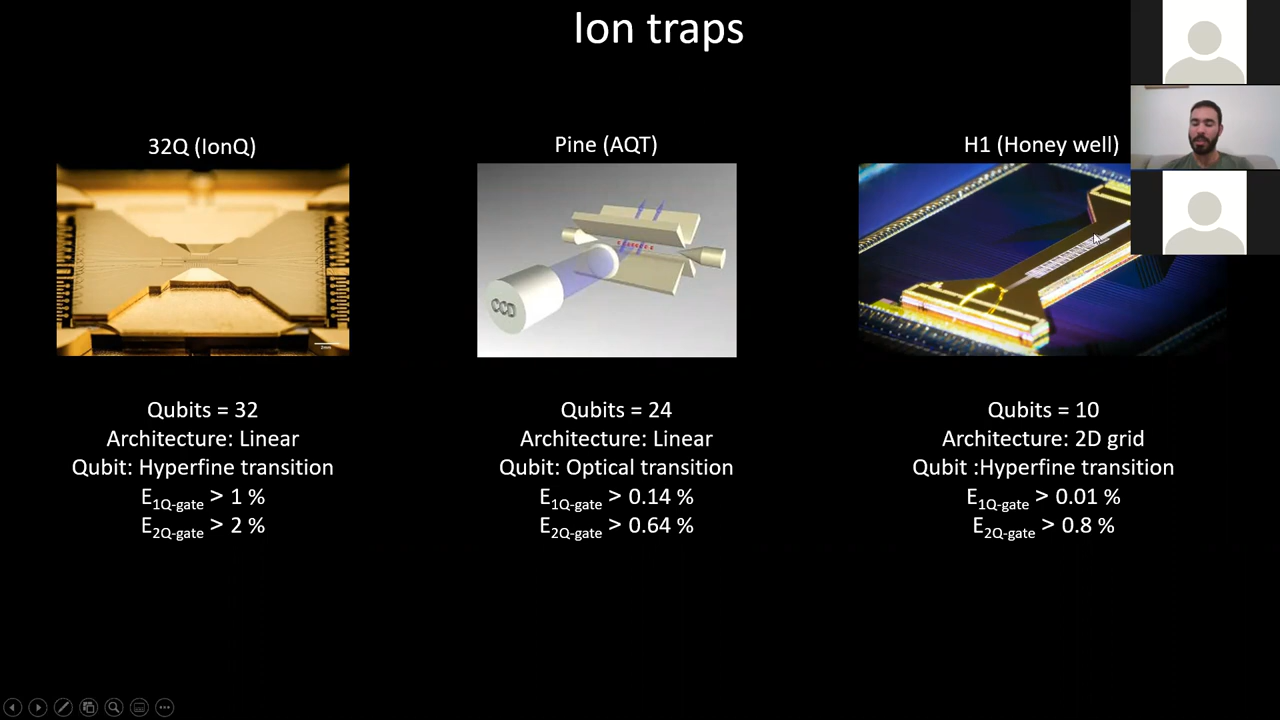 Ion traps
32Q (IonQ)
Qubits = 32
Architecture: Linear
Qubit: Hyperfine transition
E1Q-gate > 1 %
E2Q-gate > 2 %
Pine (AQT)
CCD
Qubits = 24
Architecture: Linear
Qubit: Optical transition
E1Q-gate > 0.14 %
E2Q-gate > 0.64 %
H1 (Honey well)
Qubits = 10
Architecture: 2D grid
Qubit :Hyperfine transition
E1Q-gate > 0.01 %
E2Q-gate > 0.8 %